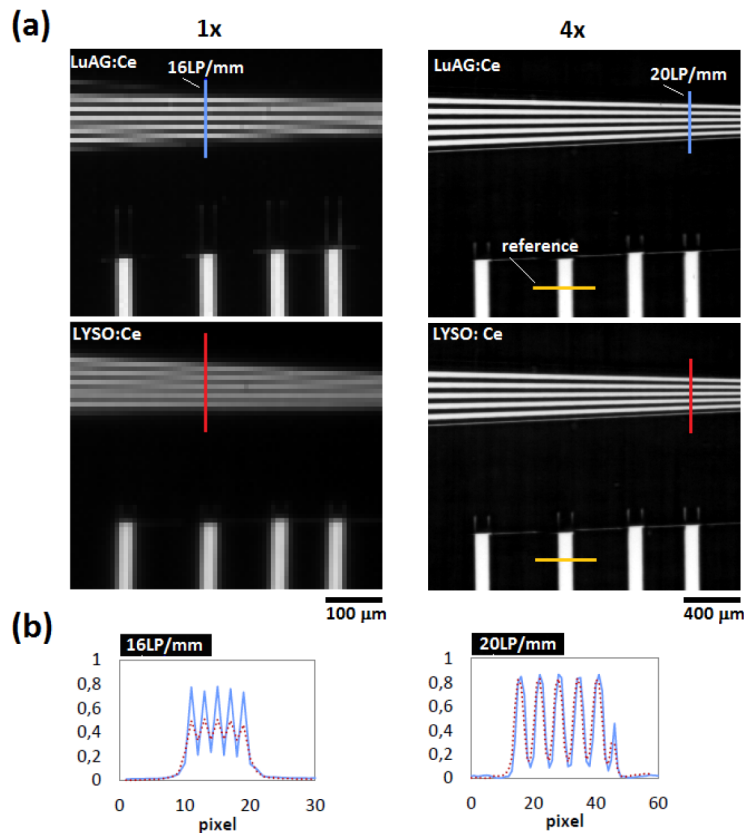 (a)
1x
4x
LuAG:Ce
16LP/mm
LuAG:Ce
20LP/mm
reference
LYSO:Ce
LYSO: Ce
100 µm
400 µm
(b)
16LP/mm
20LP/mm
1
0,8
0,6
0,4
0,2
0
0
10
20
30
pixel
1
0,8
0,6
0,4
0,2
0
0
20
40
60
pixel